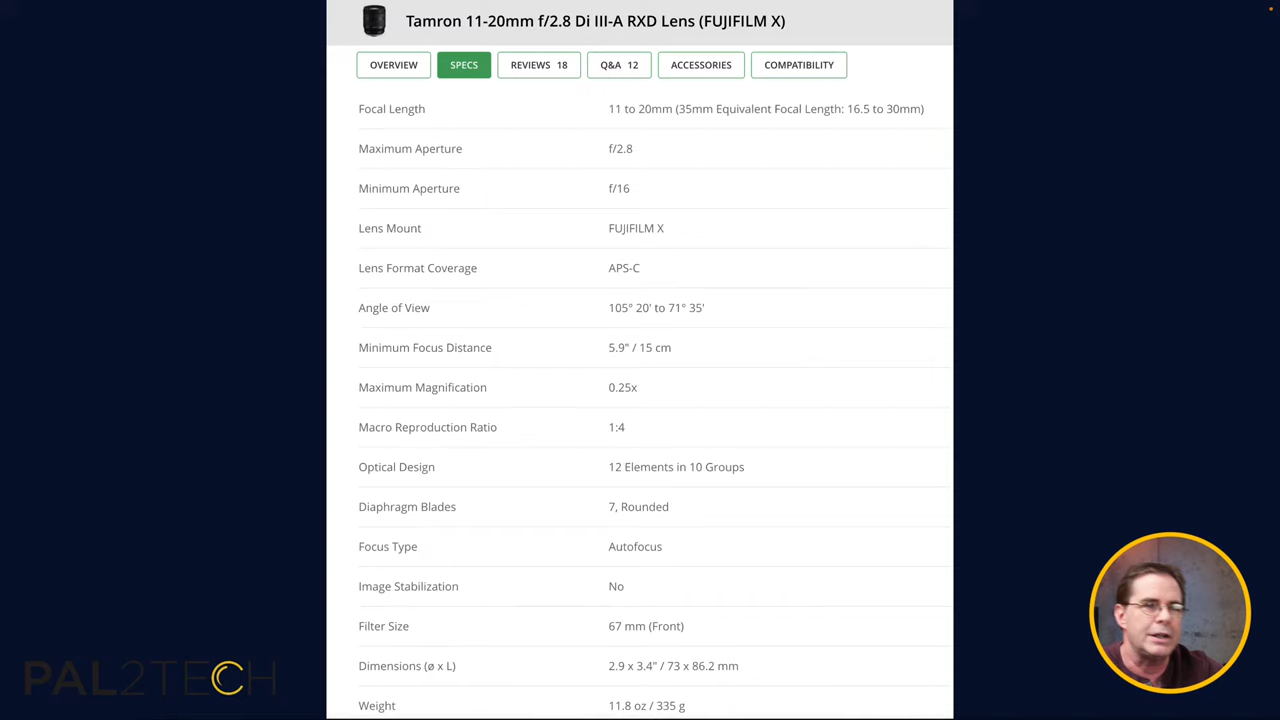 Tamron 11-20mm f/2.8 Di III-A RXD Lens (FUJIFILM X)
OVERVIEW SPECS REVIEWS 18 Q&A 12 ACCESSORIES COMPATIBILITY
Focal Length 11 to 20mm (35mm Equivalent Focal Length: 16.5 to 30mm)
Maximum Aperture f/2.8
Minimum Aperture f/16
Lens Mount FUJIFILM X
Lens Format Coverage APS-C
Angle of View 105° 20' to 71° 35'
Minimum Focus Distance 5.9" / 15 cm
Maximum Magnification 0.25x
Macro Reproduction Ratio 1:4
Optical Design 12 Elements in 10 Groups
Diaphragm Blades 7, Rounded
Focus Type Autofocus
Image Stabilization No
Filter Size 67 mm (Front)
Dimensions (ø x L) 2.9 x 3.4" / 73 x 86.2 mm
Weight 11.8 oz / 335 g
PAL2TECH